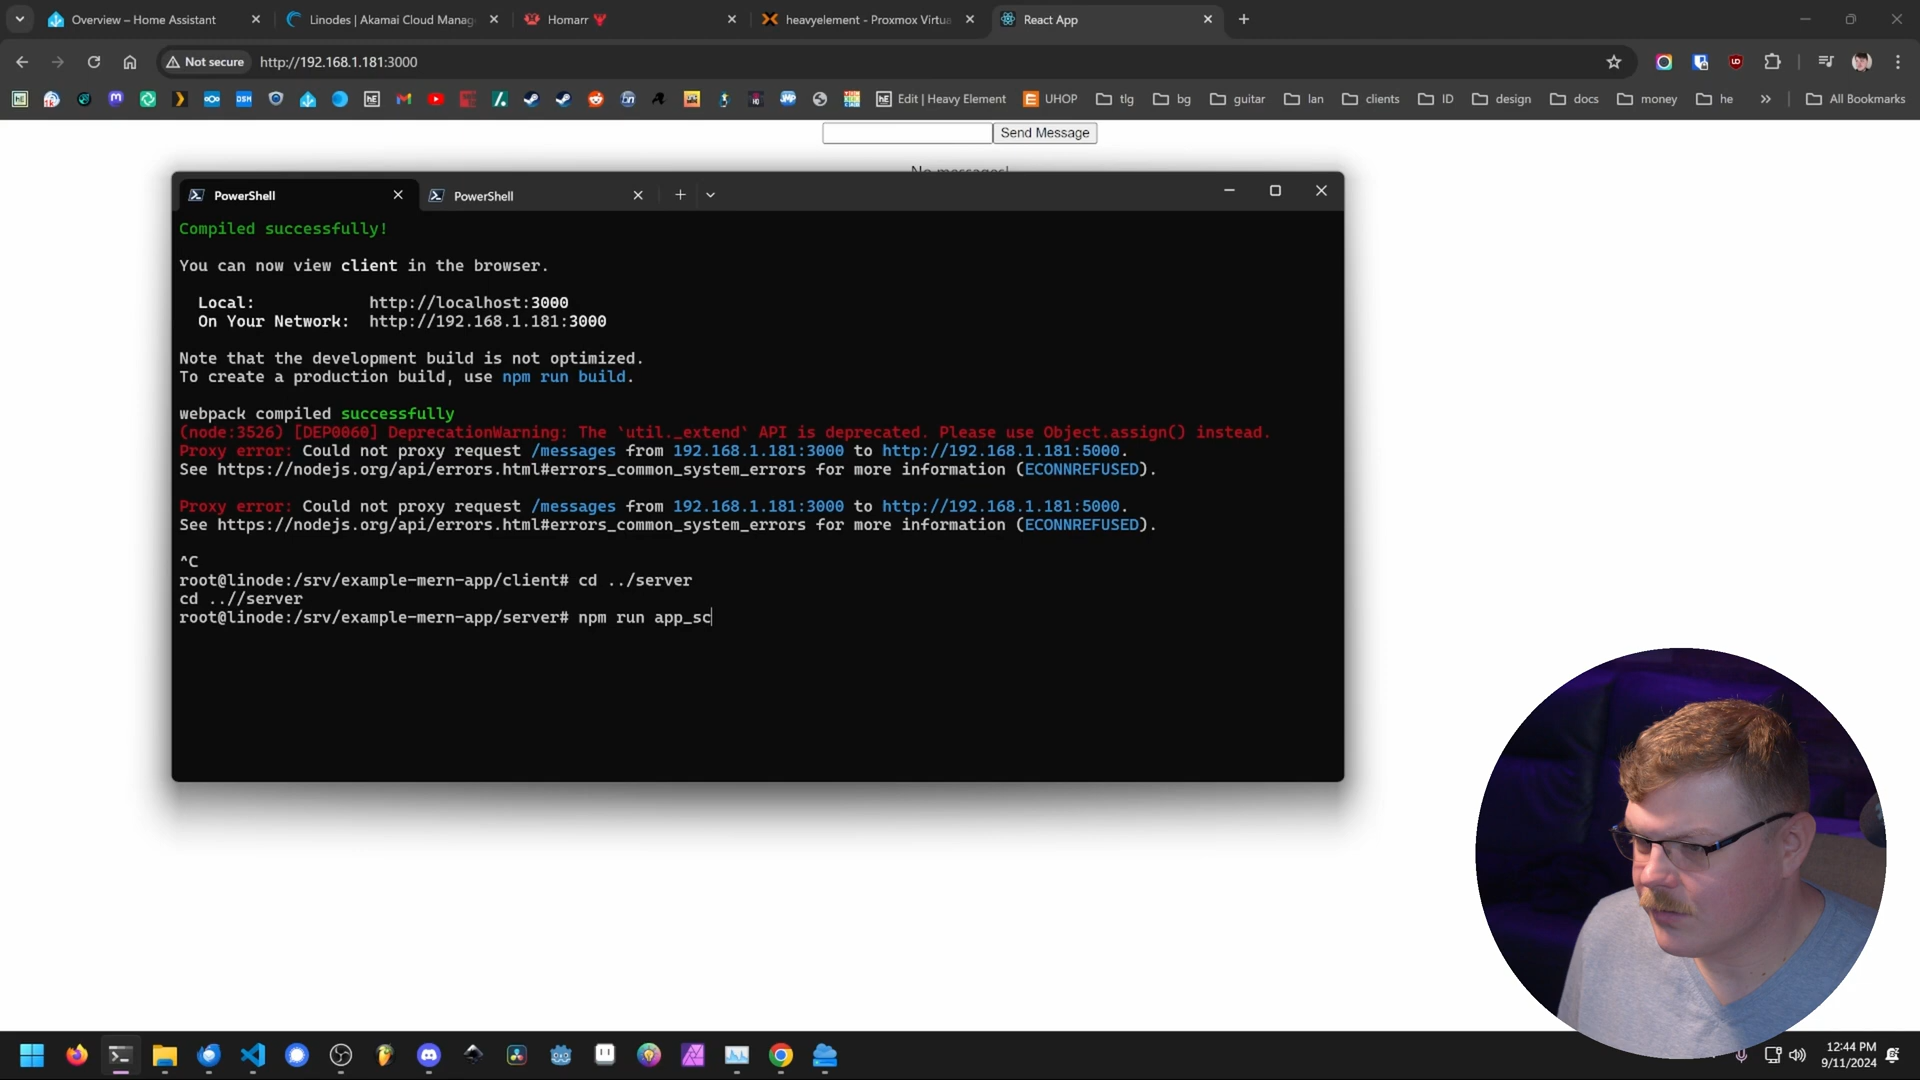 Overview – Home Assistant
Linodes | Akamai Cloud Manag
Homarr
heavyelement - Proxmox Virtua
React App
Not secure
http://192.168.1.181:3000
DSM
Edit | Heavy Element
UHOP
tlg
bg
guitar
lan
clients
ID
design
docs
money
he
All Bookmarks
Send Message
No messages!
PowerShell
PowerShell
Compiled successfully!
You can now view client in the browser.
Local: http://localhost:3000
On Your Network: http://192.168.1.181:3000
Note that the development build is not optimized.
To create a production build, use npm run build.
webpack compiled successfully
(node:3526) [DEP0060] DeprecationWarning: The `util._extend` API is deprecated. Please use Object.assign() instead.
Proxy error: Could not proxy request /messages from 192.168.1.181:3000 to http://192.168.1.181:5000.
See https://nodejs.org/api/errors.html#errors_common_system_errors for more information (ECONNREFUSED).
Proxy error: Could not proxy request /messages from 192.168.1.181:3000 to http://192.168.1.181:5000.
See https://nodejs.org/api/errors.html#errors_common_system_errors for more information (ECONNREFUSED).
^C
root@linode:/srv/example-mern-app/client# cd ../server
cd ..//server
root@linode:/srv/example-mern-app/server# npm run app_sc
12:44 PM
9/11/2024